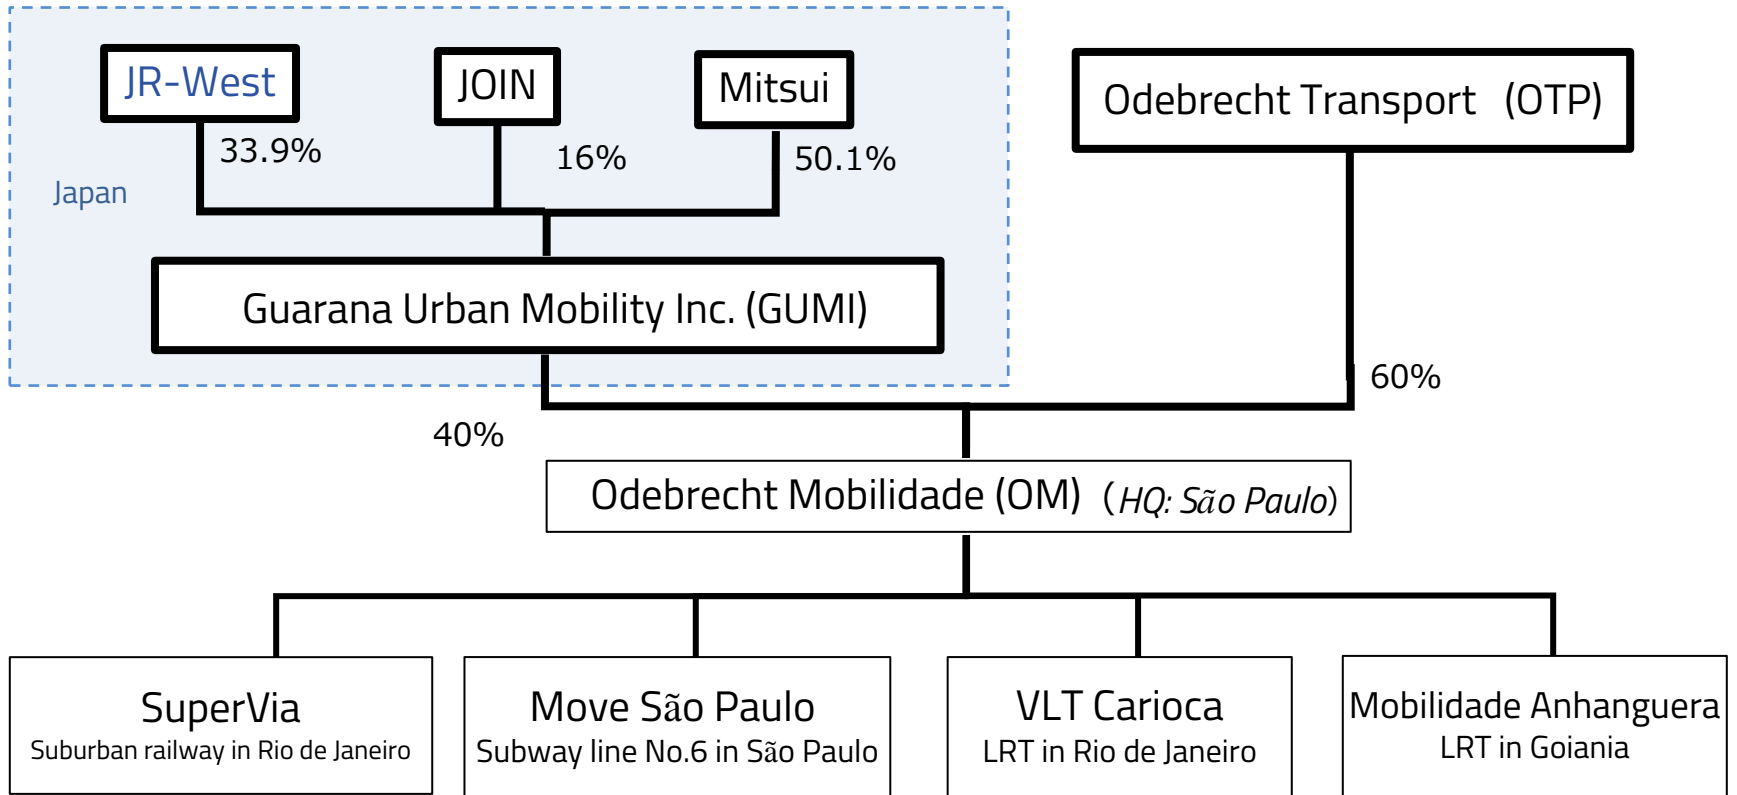 JR-West
JOIN
Mitsui
Odebrecht Transport (OTP)
33.9%
16%
50.1%
Japan
Guarana Urban Mobility Inc. (GUMI)
60%
40%
Odebrecht Mobilidade (OM) (HQ: São Paulo)
SuperVia
Suburban railway in Rio de Janeiro
Move São Paulo
Subway line No.6 in São Paulo
VLT Carioca
LRT in Rio de Janeiro
Mobilidade Anhanguera
LRT in Goiania